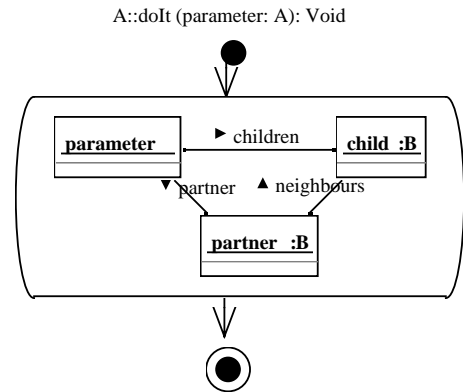 A::doIt (parameter: A): Void
parameter
► children
child :B
▼ partner
▲ neighbours
partner :B